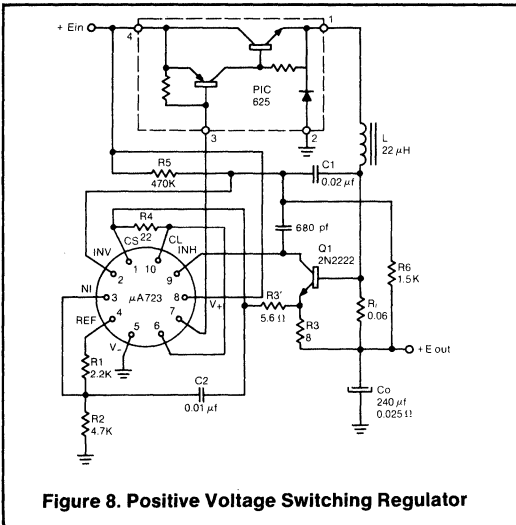 + Ein
4
1
PIC
625
3
2
L
22 µH
R5
470K
C1
0.02 µf
R4
22
680 pf
Q1
2N2222
INV
CS
CL
INH
1
10
2
9
NI
3
µA723
8
V+
REF
4
7
V-
5
6
R3'
5.6 Ω
R3
8
R6
1.5K
0.06
+ E out
R1
2.2K
C2
0.01 µf
R2
4.7K
Co
240 µf
0.025 Ω
Figure 8. Positive Voltage Switching Regulator